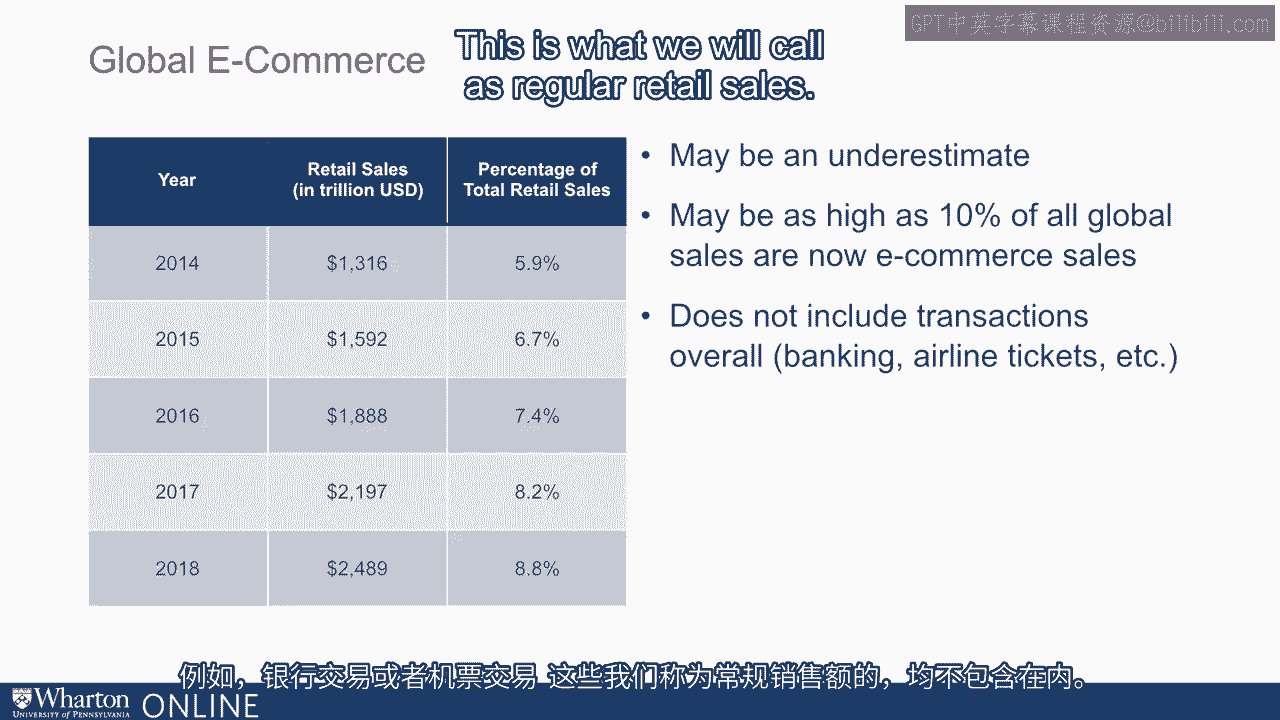 GPT中英字幕课程资源@bilibili.com
Global E-Commerce
This is what we will call
as regular retail sales.
Year
Retail Sales
(in trillion USD)
Percentage of
Total Retail Sales
2014 $1,316 5.9%
2015 $1,592 6.7%
2016 $1,888 7.4%
2017 $2,197 8.2%
2018 $2,489 8.8%
• May be an underestimate
• May be as high as 10% of all global
sales are now e-commerce sales
• Does not include transactions
overall (banking, airline tickets, etc.)
例如，银行交易或者机票交易 这些我们称为常规销售额的，均不包含在内。
Wharton
UNIVERSITY of PENNSYLVANIA
ONLINE